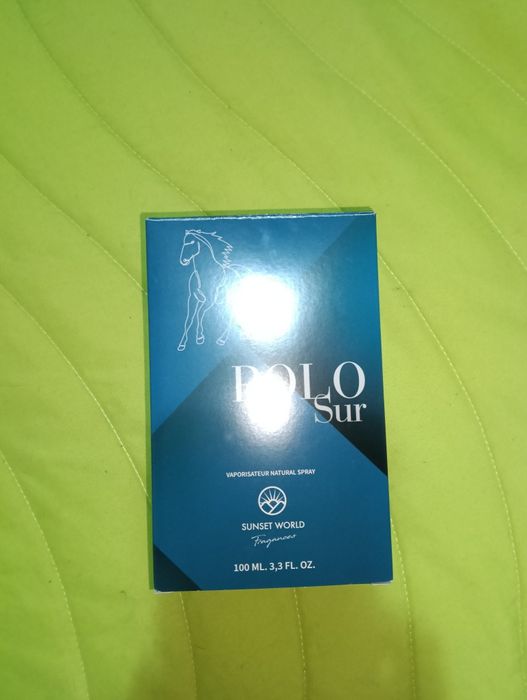 POLO
Sur
VAPORISATEUR NATURAL SPRAY
SUNSET WORLD
Fragances
100 ML. 3,3 FL. OZ.